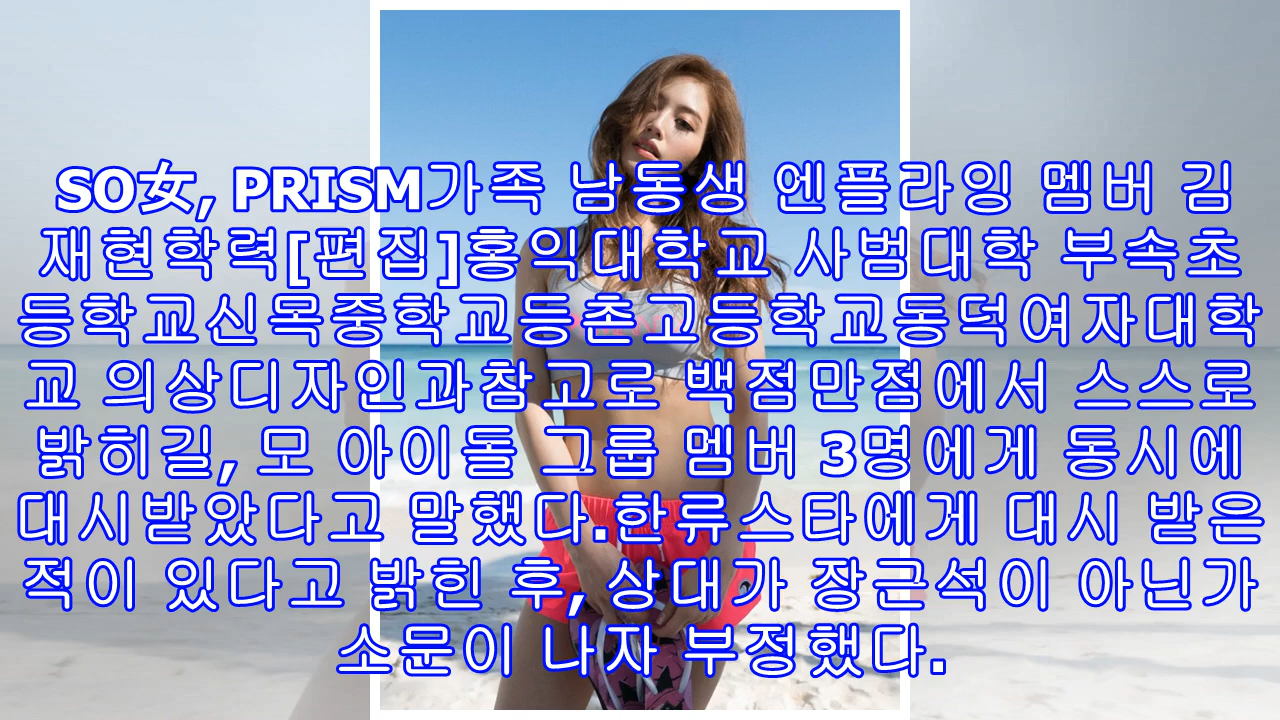 SO女, PRISM가족 남동생 엔플라잉 멤버 김
재현학력[편집]홍익대학교 사범대학 부속초
등학교신목중학교등촌고등학교동덕여자대학
교 의상디자인과참고로 백점만점에서 스스로
밝히길, 모 아이돌 그룹 멤버 3명에게 동시에
대시받았다고 말했다.한류스타에게 대시 받은
적이 있다고 밝힌 후, 상대가 장근석이 아닌가
소문이 나자 부정했다.